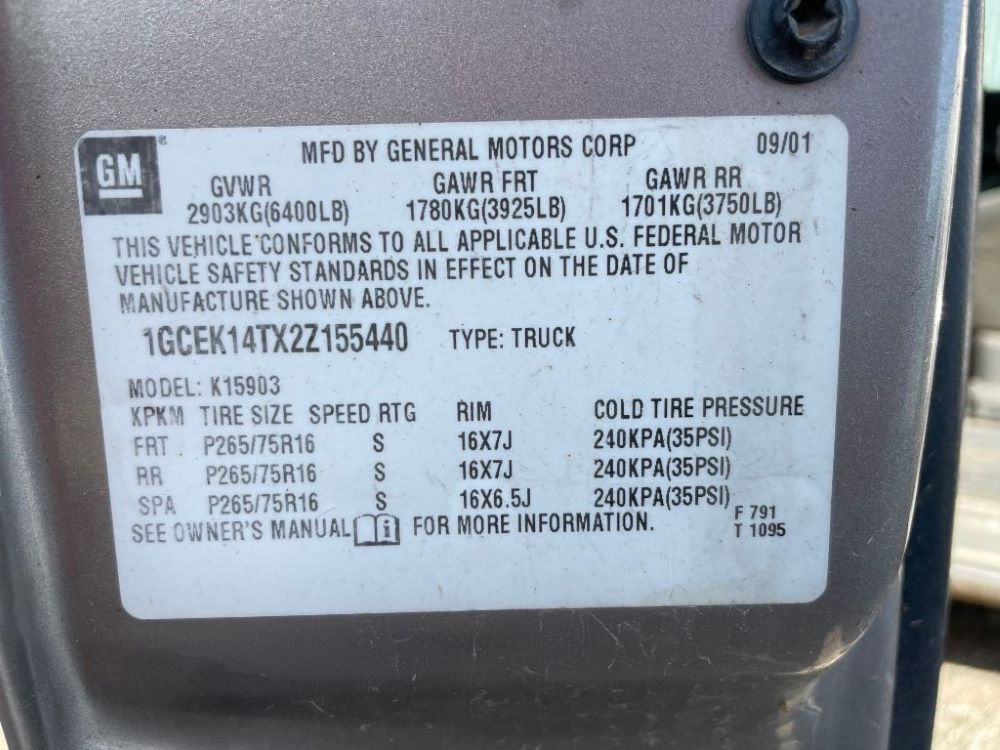 GM
MFD BY GENERAL MOTORS CORP 09/01
GVWR GAWR FRT GAWR RR
2903KG(6400LB) 1780KG(3925LB) 1701KG(3750LB)
THIS VEHICLE CONFORMS TO ALL APPLICABLE U.S. FEDERAL MOTOR
VEHICLE SAFETY STANDARDS IN EFFECT ON THE DATE OF
MANUFACTURE SHOWN ABOVE.
1GCEK14TX2Z155440 TYPE: TRUCK
MODEL: K15903
KPKM TIRE SIZE SPEED RTG RIM COLD TIRE PRESSURE
FRT P265/75R16 S 16X7J 240KPA(35PSI)
RR P265/75R16 S 16X7J 240KPA(35PSI)
SPA P265/75R16 S 16X6.5J 240KPA(35PSI)
SEE OWNER'S MANUAL i FOR MORE INFORMATION.
F 791
T 1095